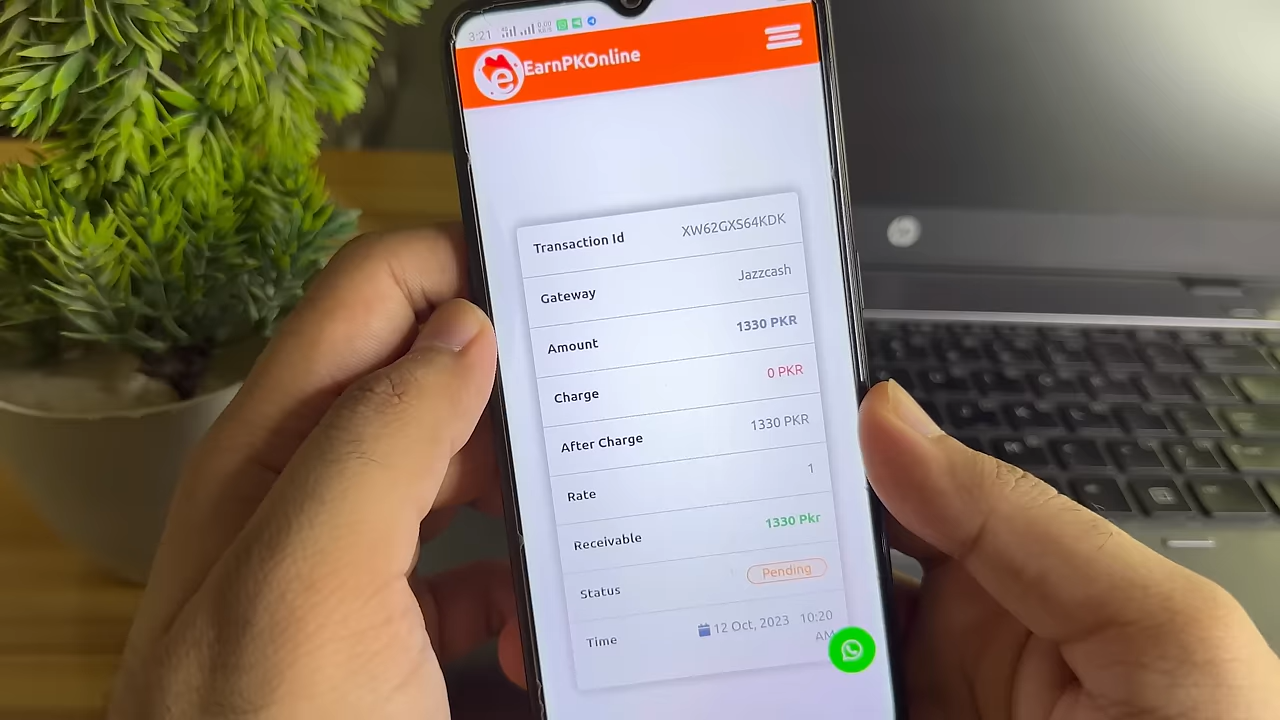 3:21
EarnPKOnline
Transaction Id XW62GXS64KDK
Gateway Jazzcash
Amount 1330 PKR
Charge 0 PKR
After Charge 1330 PKR
Rate 1
Receivable 1330 Pkr
Status Pending
Time 12 Oct, 2023 10:20
AM